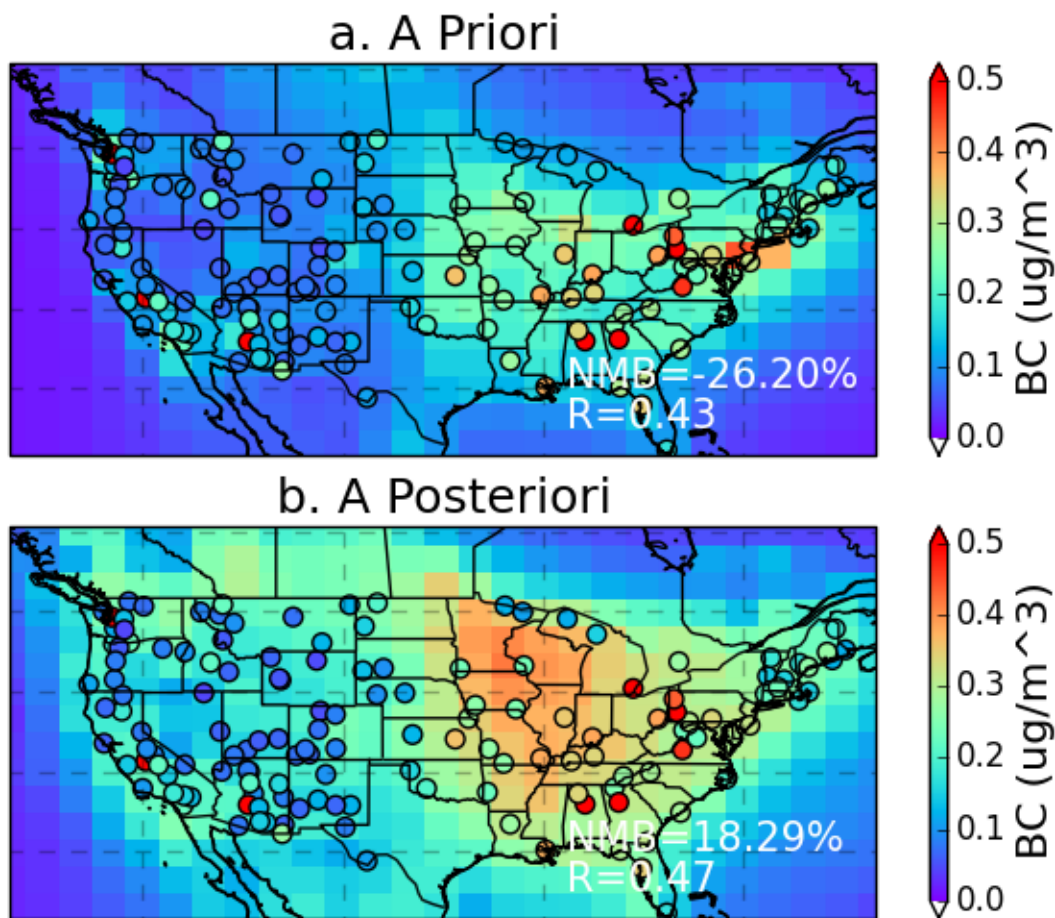 a. A Priori
0.5
0.4
0.3
0.2
0.1
0.0
BC (ug/m^3)
NMB=-26.20%
R=0.43
b. A Posteriori
0.5
0.4
0.3
0.2
0.1
0.0
BC (ug/m^3)
NMB=18.29%
R=0.47